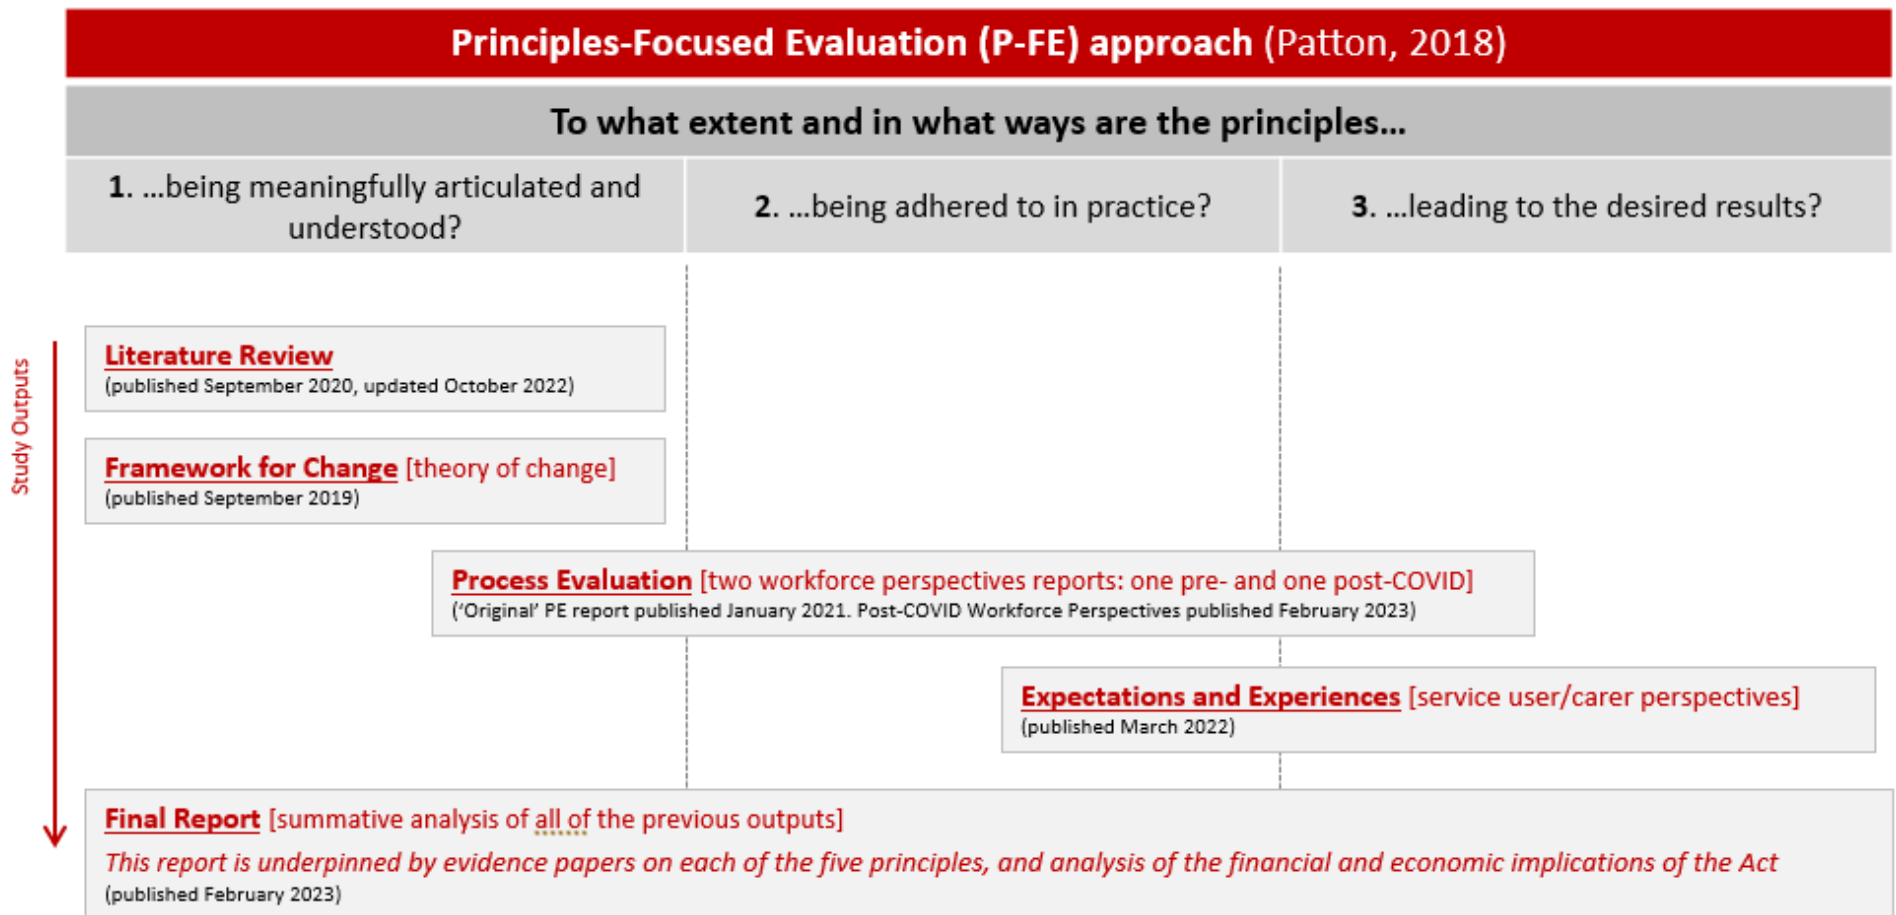 Principles-Focused Evaluation (P-FE) approach (Patton, 2018)
To what extent and in what ways are the principles...
1. ...being meaningfully articulated and
understood?
2. ...being adhered to in practice?
3. ...leading to the desired results?
Study Outputs
Literature Review
(published September 2020, updated October 2022)
Framework for Change [theory of change]
(published September 2019)
Process Evaluation [two workforce perspectives reports: one pre- and one post-COVID]
('Original' PE report published January 2021. Post-COVID Workforce Perspectives published February 2023)
Expectations and Experiences [service user/carer perspectives]
(published March 2022)
Final Report [summative analysis of all of the previous outputs]
This report is underpinned by evidence papers on each of the five principles, and analysis of the financial and economic implications of the Act
(published February 2023)